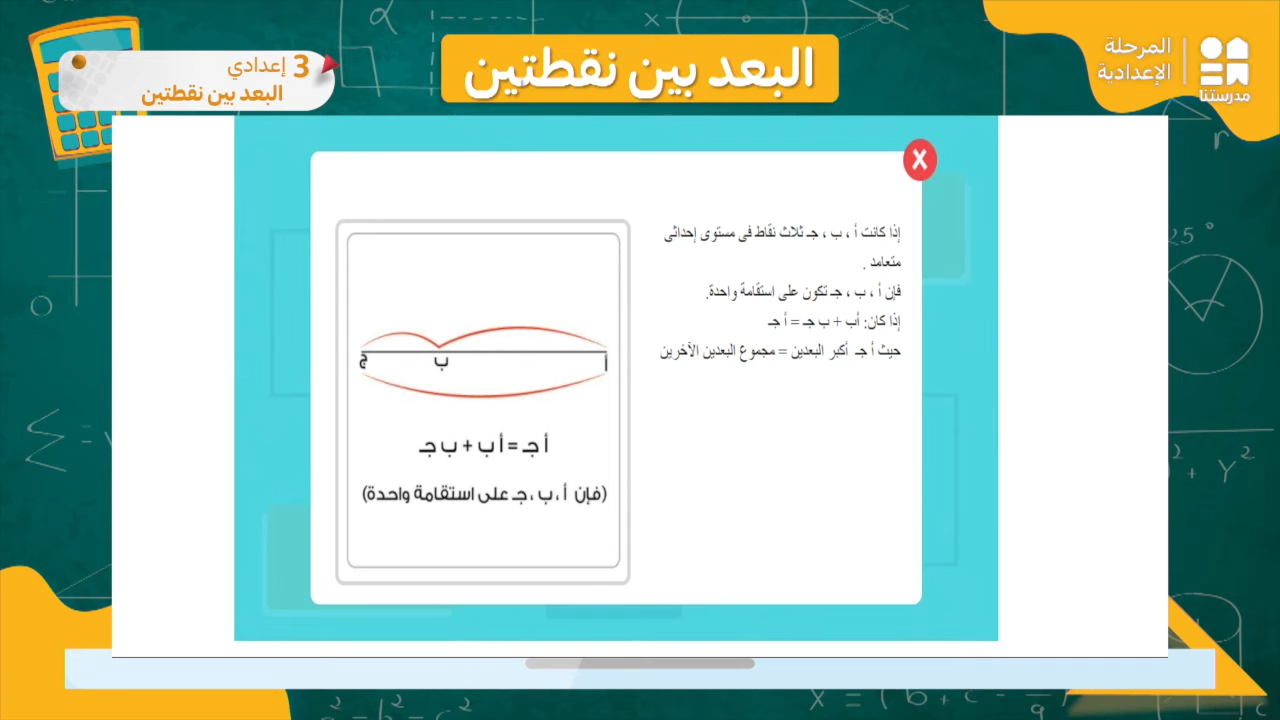 البعد بين نقطتين
3 إعدادي
البعد بين نقطتين
المرحلة
الإعدادية
مدرستنا
X
إذا كانت أ ، ب ، جـ ثلاث نقاط فى مستوى إحداثى
متعامد .
فإن أ ، ب ، جـ تكون على استقامة واحدة.
إذا كان: أب + ب جـ = أ جـ
حيث أ جـ أكبر البعدين = مجموع البعدين الآخرين
أ ب ج
أ جـ = أ ب + ب جـ
(فإن أ ، ب ، جـ على استقامة واحدة)